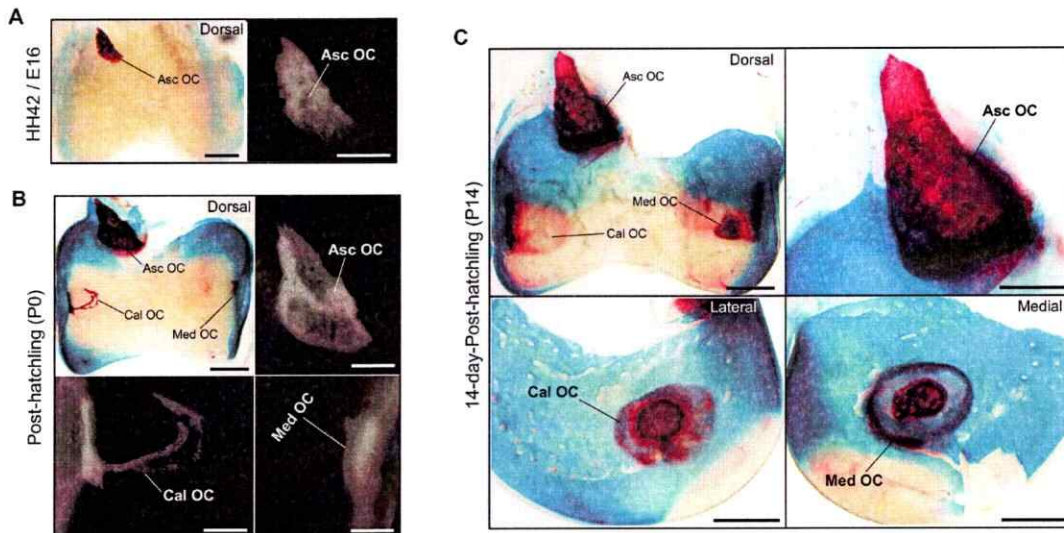 A
HH42 / E16
Dorsal
Asc OC
Asc OC
B
Post-hatchling (P0)
Dorsal
Asc OC
Cal OC
Med OC
Asc OC
Cal OC
Med OC
C
14-day-Post-hatchling (P14)
Dorsal
Asc OC
Med OC
Cal OC
Asc OC
Lateral
Cal OC
Medial
Med OC